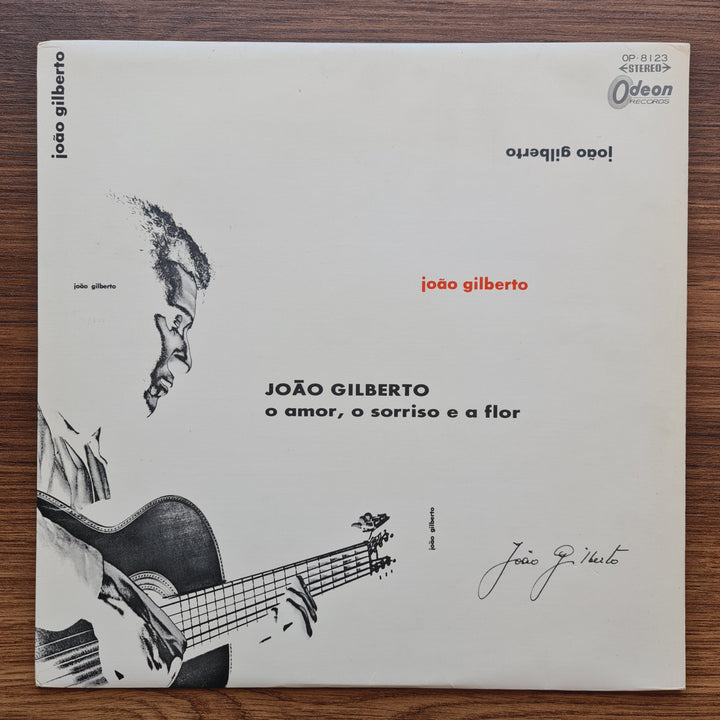 joão gilberto
OP-8123
STEREO
Odeon
RECORDS
joão gilberto
joão gilberto
joão gilberto
JOÃO GILBERTO
o amor, o sorriso e a flor
joão gilberto
João Gilberto